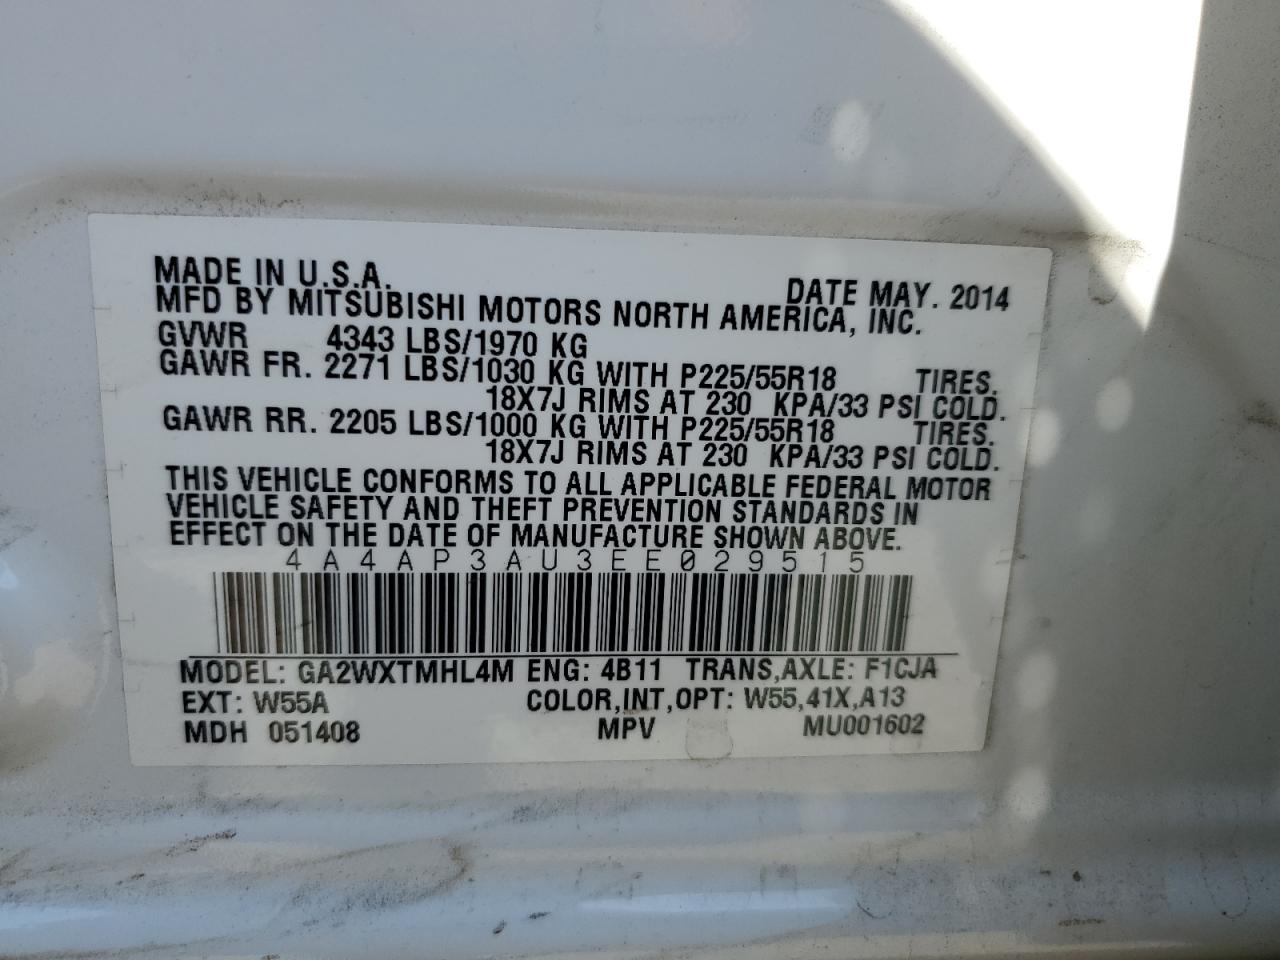 MADE IN U.S.A. DATE MAY. 2014
MFD BY MITSUBISHI MOTORS NORTH AMERICA, INC.
GVWR 4343 LBS/1970 KG
GAWR FR. 2271 LBS/1030 KG WITH P225/55R18 TIRES.
18X7J RIMS AT 230 KPA/33 PSI COLD.
GAWR RR. 2205 LBS/1000 KG WITH P225/55R18 TIRES.
18X7J RIMS AT 230 KPA/33 PSI COLD.
THIS VEHICLE CONFORMS TO ALL APPLICABLE FEDERAL MOTOR
VEHICLE SAFETY AND THEFT PREVENTION STANDARDS IN
EFFECT ON THE DATE OF MANUFACTURE SHOWN ABOVE.
4A4AP3AU3EE029515
MODEL: GA2WXTMHL4M ENG: 4B11 TRANS,AXLE: F1CJA
EXT: W55A COLOR,INT,OPT: W55,41X,A13
MDH 051408 MPV MU001602